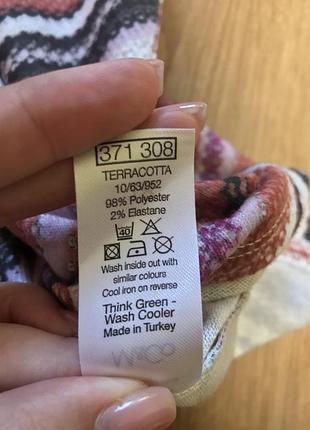 371 308
TERRACOTTA
10/63/952
98% Polyester
2% Elastane
40
Wash inside out with
similar colours
Cool iron on reverse
Think Green -
Wash Cooler
Made in Turkey
M&Co